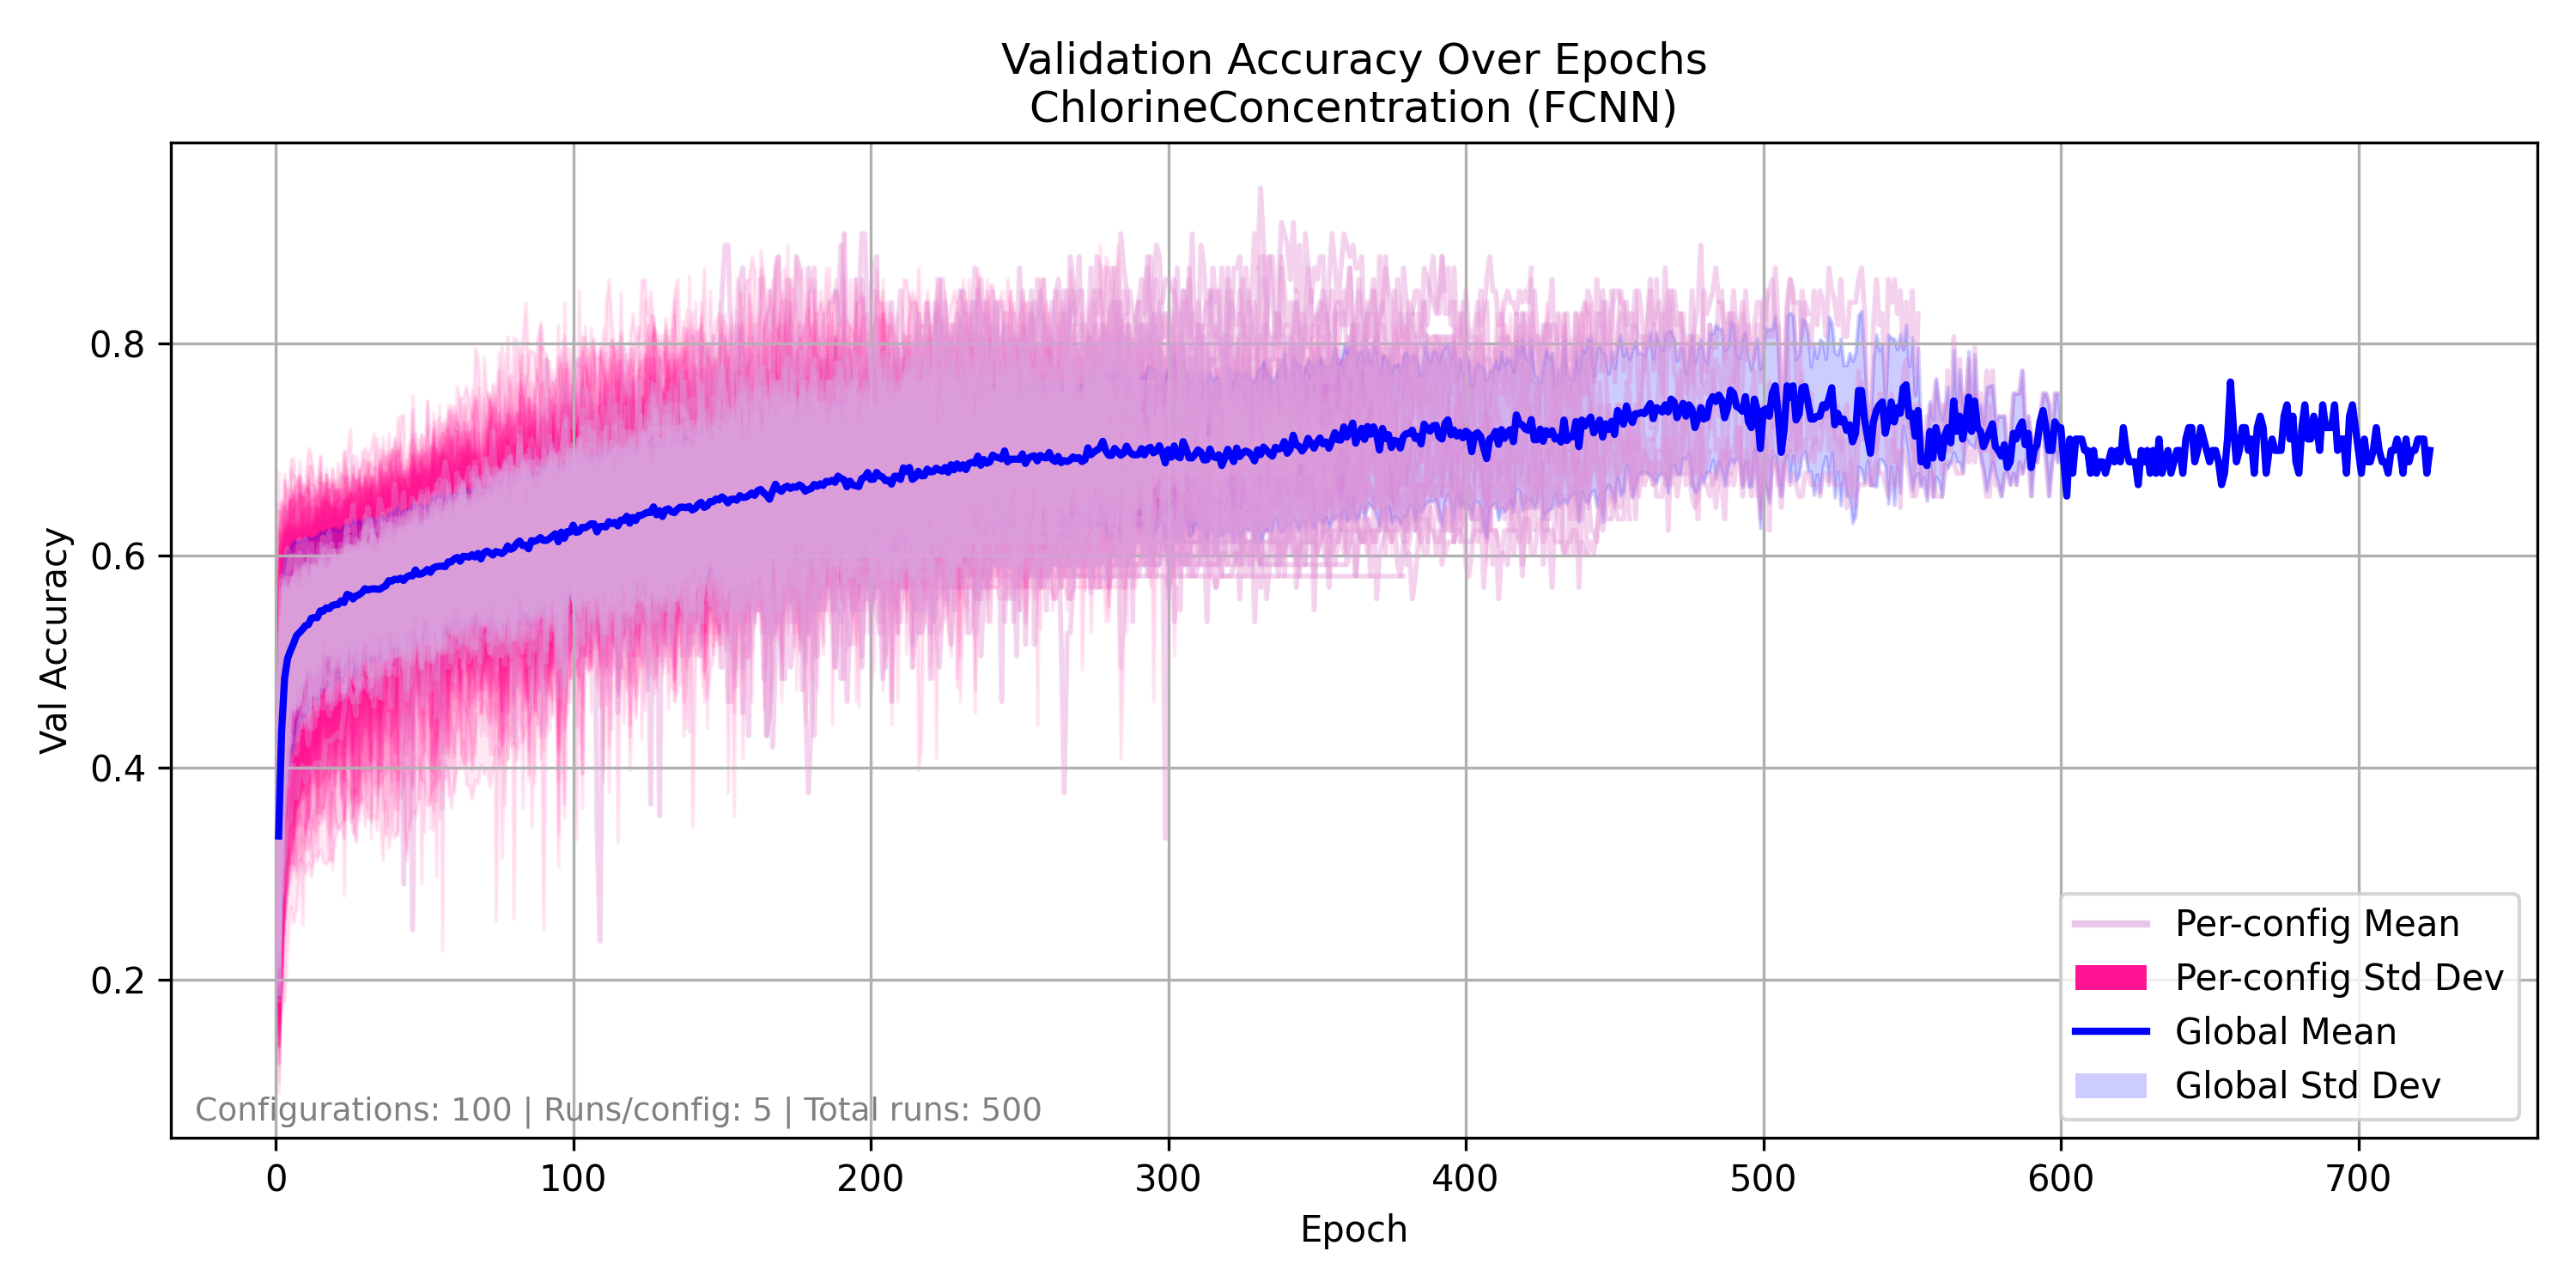 Validation Accuracy Over Epochs
ChlorineConcentration (FCNN)
Val Accuracy
0.8
0.6
0.4
0.2
Configurations: 100 | Runs/config: 5 | Total runs: 500
Per-config Mean
Per-config Std Dev
Global Mean
Global Std Dev
0 100 200 300 400 500 600 700
Epoch